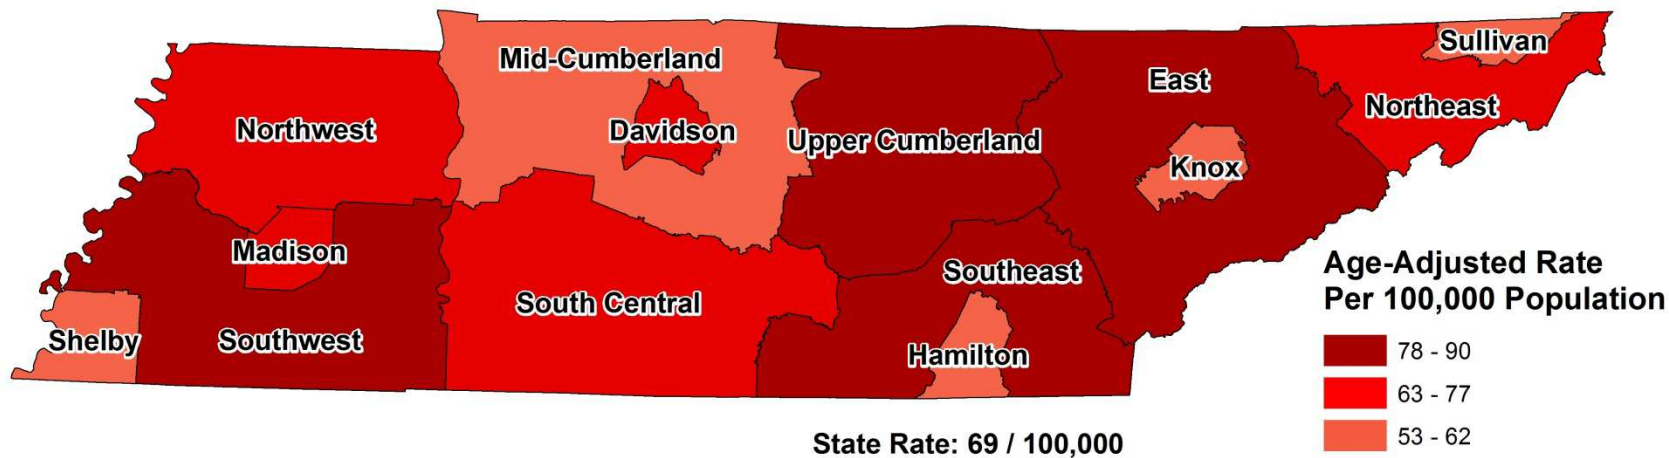 Sullivan
Mid-Cumberland
East
Northeast
Northwest
Davidson
Upper Cumberland
Knox
Madison
Southeast
South Central
Shelby
Southwest
Hamilton
Age-Adjusted Rate
Per 100,000 Population
78 - 90
63 - 77
53 - 62
State Rate: 69 / 100,000